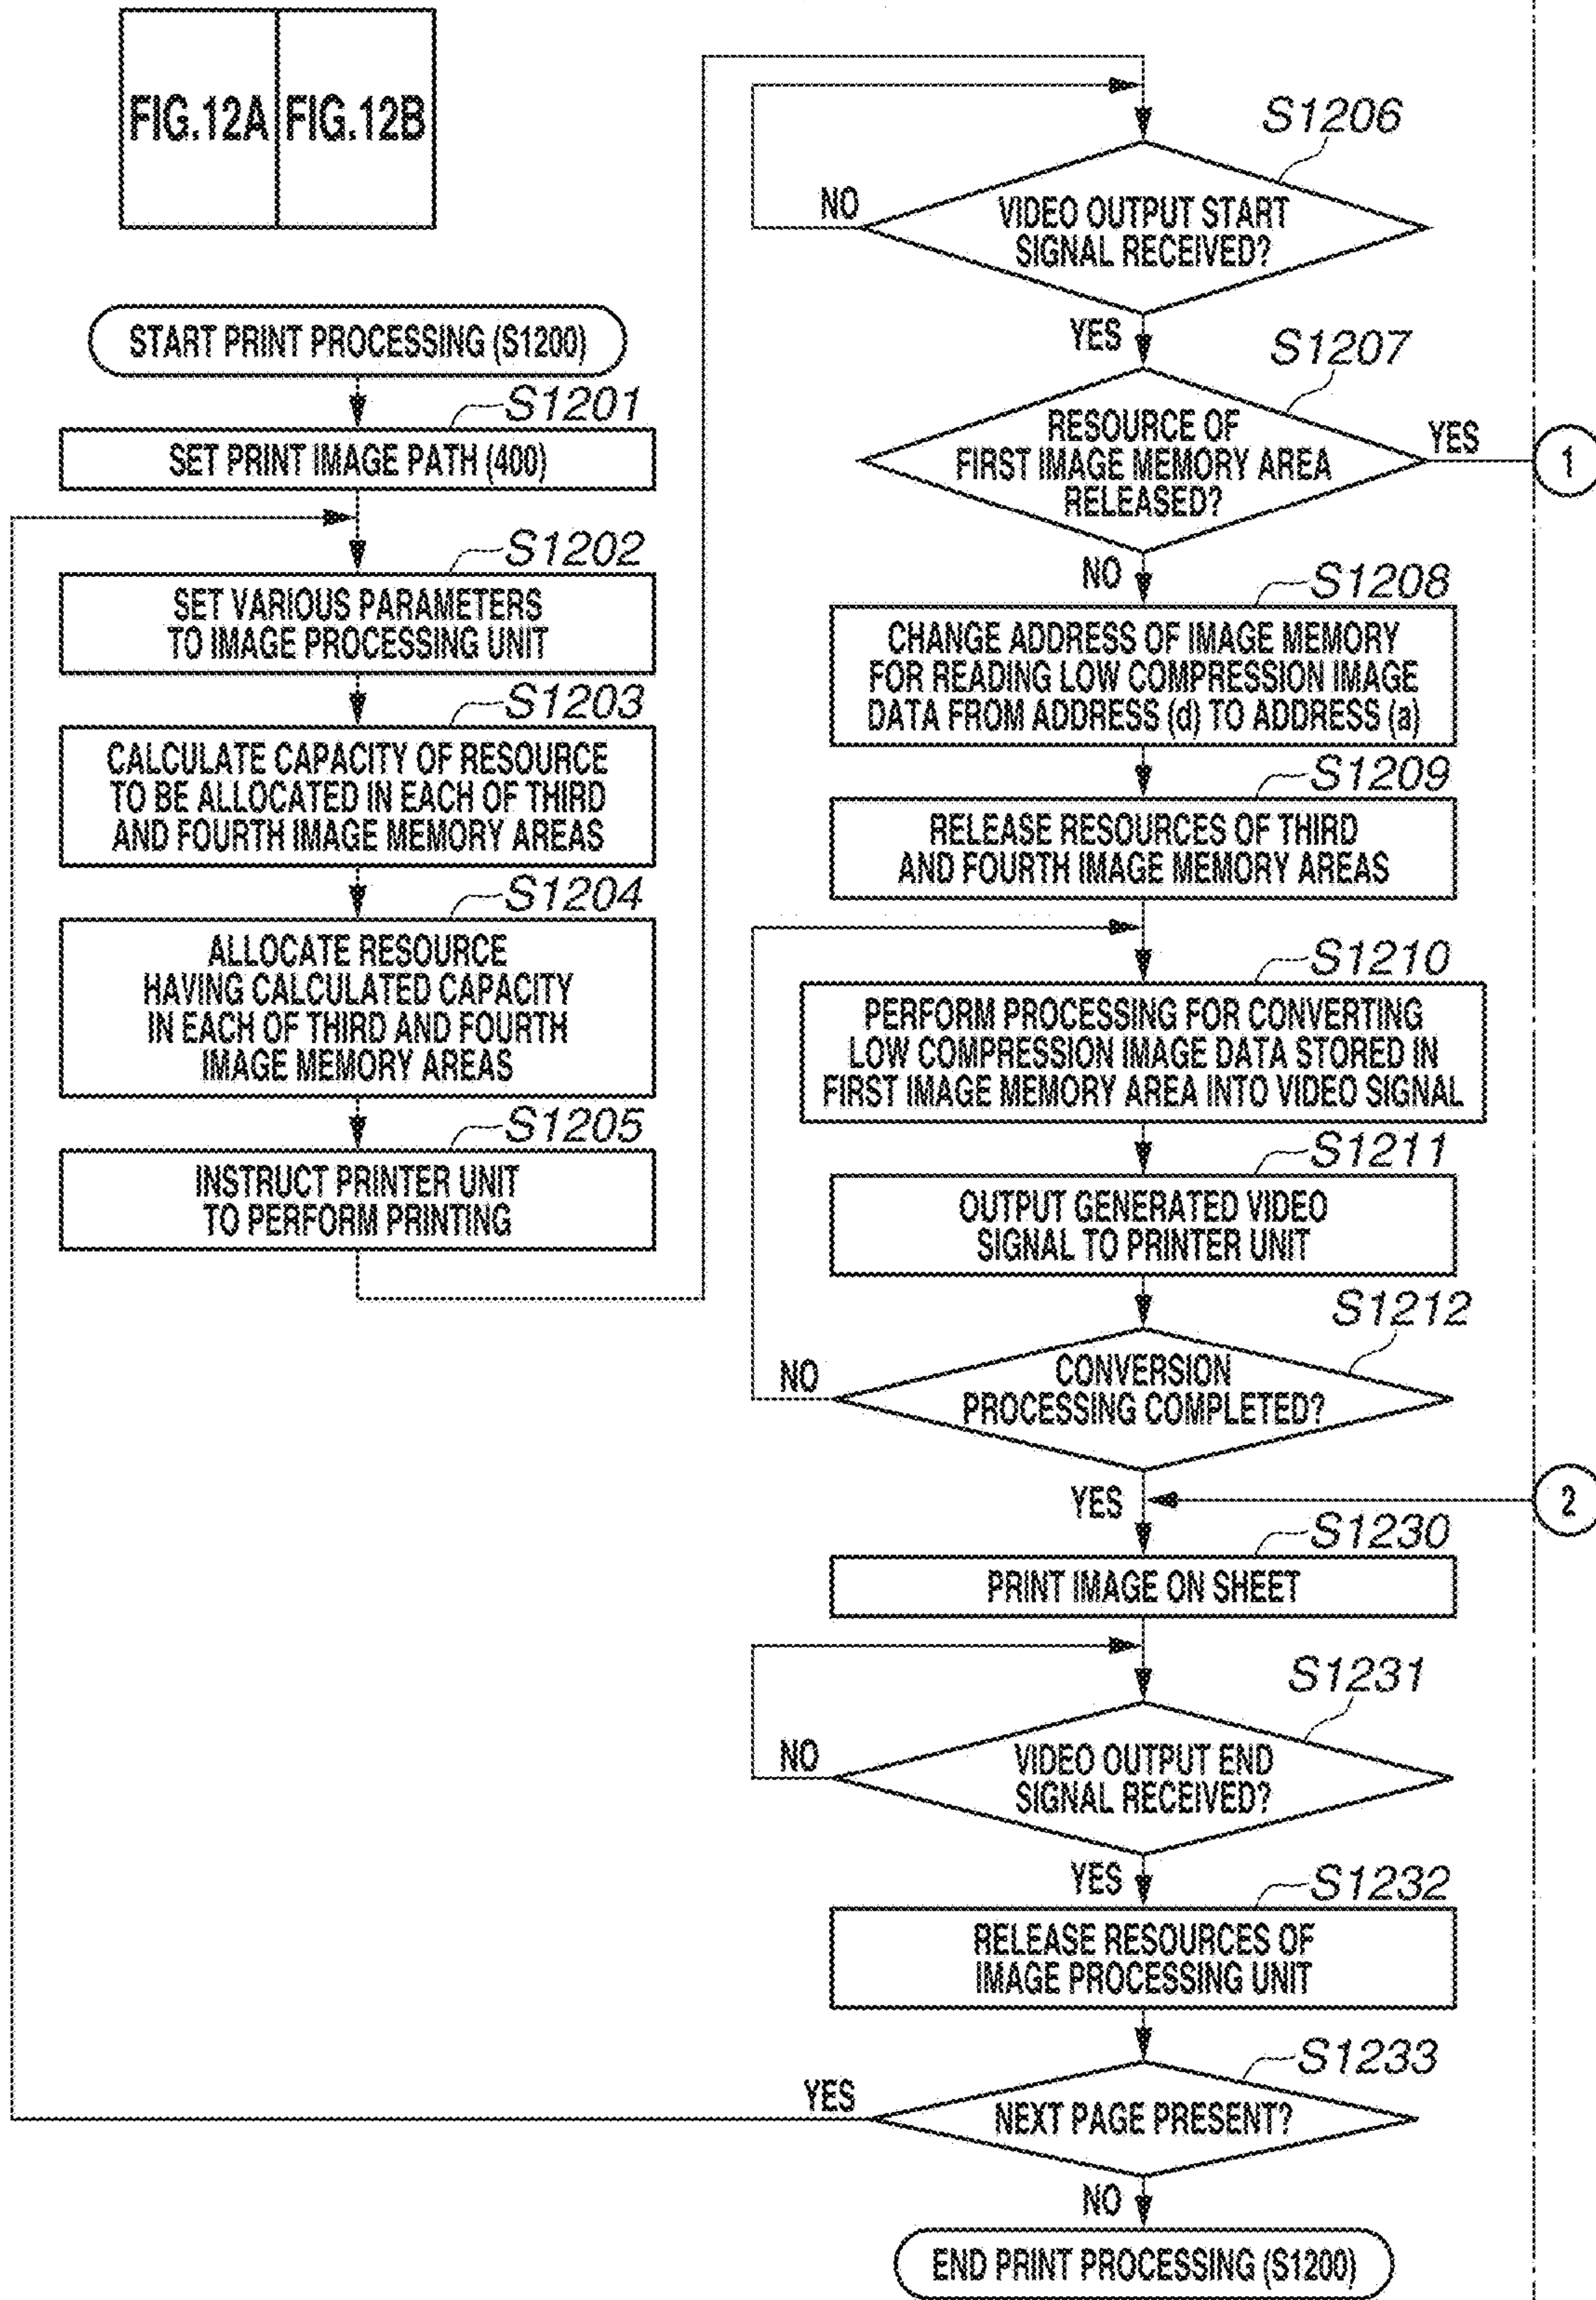 FIG.12A
FIG.12B
START PRINT PROCESSING (S1200)
S1201
SET PRINT IMAGE PATH (400)
S1202
SET VARIOUS PARAMETERS
TO IMAGE PROCESSING UNIT
S1203
CALCULATE CAPACITY OF RESOURCE
TO BE ALLOCATED IN EACH OF THIRD
AND FOURTH IMAGE MEMORY AREAS
S1204
ALLOCATE RESOURCE
HAVING CALCULATED CAPACITY
IN EACH OF THIRD AND FOURTH
IMAGE MEMORY AREAS
S1205
INSTRUCT PRINTER UNIT
TO PERFORM PRINTING
S1206
VIDEO OUTPUT START
SIGNAL RECEIVED?
NO
YES
S1207
RESOURCE OF
FIRST IMAGE MEMORY AREA
RELEASED?
YES
1
NO
S1208
CHANGE ADDRESS OF IMAGE MEMORY
FOR READING LOW COMPRESSION IMAGE
DATA FROM ADDRESS (d) TO ADDRESS (a)
S1209
RELEASE RESOURCES OF THIRD
AND FOURTH IMAGE MEMORY AREAS
S1210
PERFORM PROCESSING FOR CONVERTING
LOW COMPRESSION IMAGE DATA STORED IN
FIRST IMAGE MEMORY AREA INTO VIDEO SIGNAL
S1211
OUTPUT GENERATED VIDEO
SIGNAL TO PRINTER UNIT
S1212
CONVERSION
PROCESSING COMPLETED?
NO
YES
2
S1230
PRINT IMAGE ON SHEET
S1231
VIDEO OUTPUT END
SIGNAL RECEIVED?
NO
YES
S1232
RELEASE RESOURCES OF
IMAGE PROCESSING UNIT
S1233
NEXT PAGE PRESENT?
YES
NO
END PRINT PROCESSING (S1200)